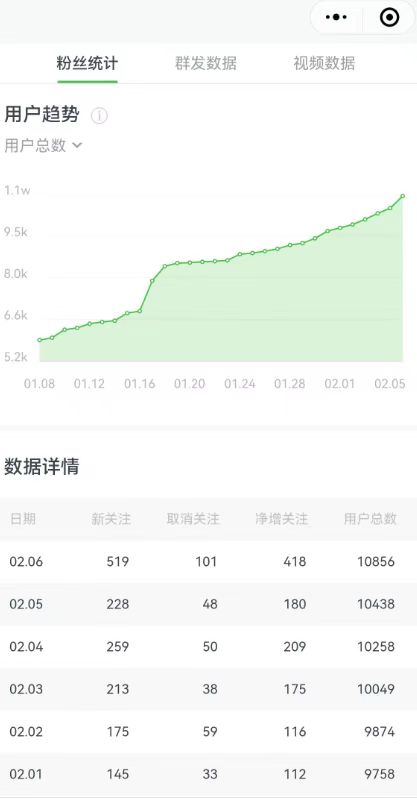 粉丝统计 群发数据 视频数据
用户趋势
用户总数
1.1w
9.5k
8.0k
6.6k
5.2k
01.08 01.12 01.16 01.20 01.24 01.28 02.01 02.05
数据详情
日期 新关注 取消关注 净增关注 用户总数
02.06 519 101 418 10856
02.05 228 48 180 10438
02.04 259 50 209 10258
02.03 213 38 175 10049
02.02 175 59 116 9874
02.01 145 33 112 9758